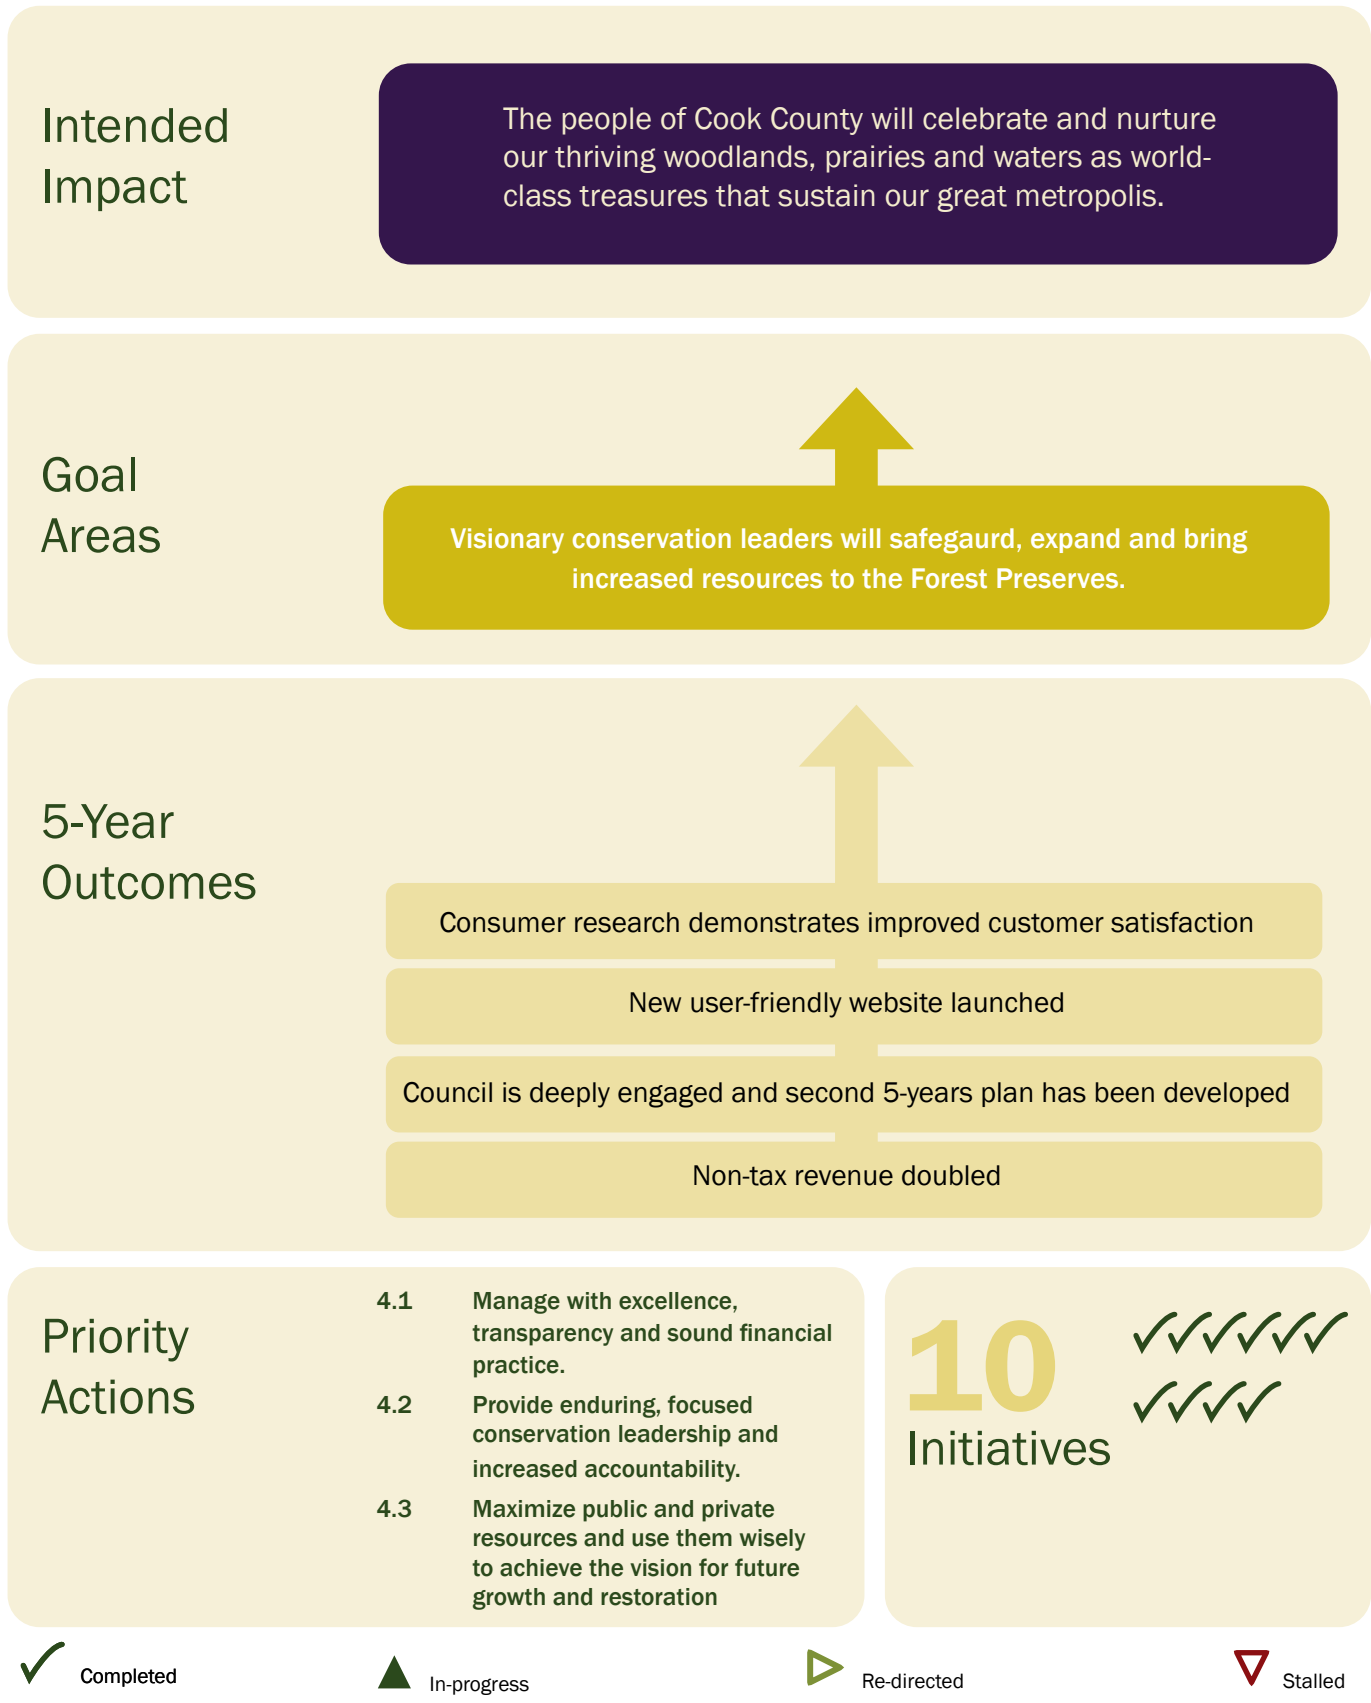 Intended
Impact
The people of Cook County will celebrate and nurture
our thriving woodlands, prairies and waters as world-
class treasures that sustain our great metropolis.
Goal
Areas
Visionary conservation leaders will safegaurd, expand and bring
increased resources to the Forest Preserves.
5-Year
Outcomes
Consumer research demonstrates improved customer satisfaction
New user-friendly website launched
Council is deeply engaged and second 5-years plan has been developed
Non-tax revenue doubled
Priority
Actions
4.1 Manage with excellence,
transparency and sound financial
practice.
4.2 Provide enduring, focused
conservation leadership and
increased accountability.
4.3 Maximize public and private
resources and use them wisely
to achieve the vision for future
growth and restoration
10
Initiatives
Completed
In-progress
Re-directed
Stalled